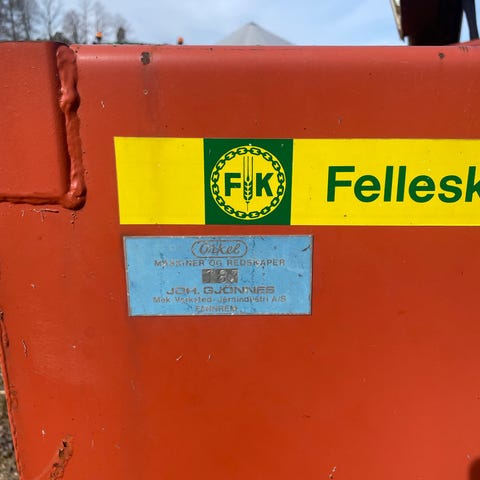 FK
Fellesk
Orkel
MASKINER OG REDSKAPER
JOH. GJØNNES
Mek. Verksted-Jernindustri A/S
FANNREM